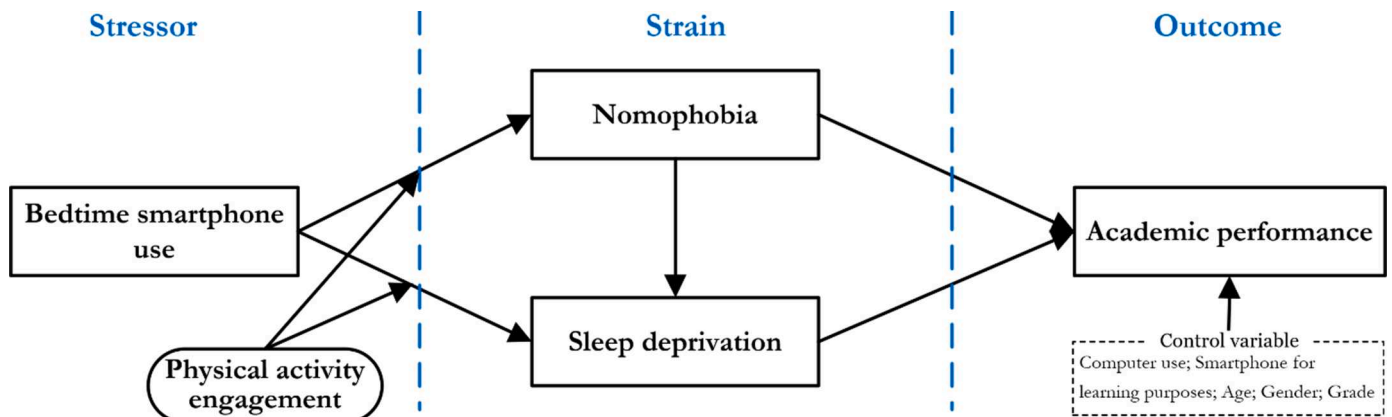 Stressor
Strain
Outcome
Nomophobia
Bedtime smartphone
use
Academic performance
Sleep deprivation
Physical activity
engagement
Control variable
Computer use; Smartphone for
learning purposes; Age; Gender; Grade